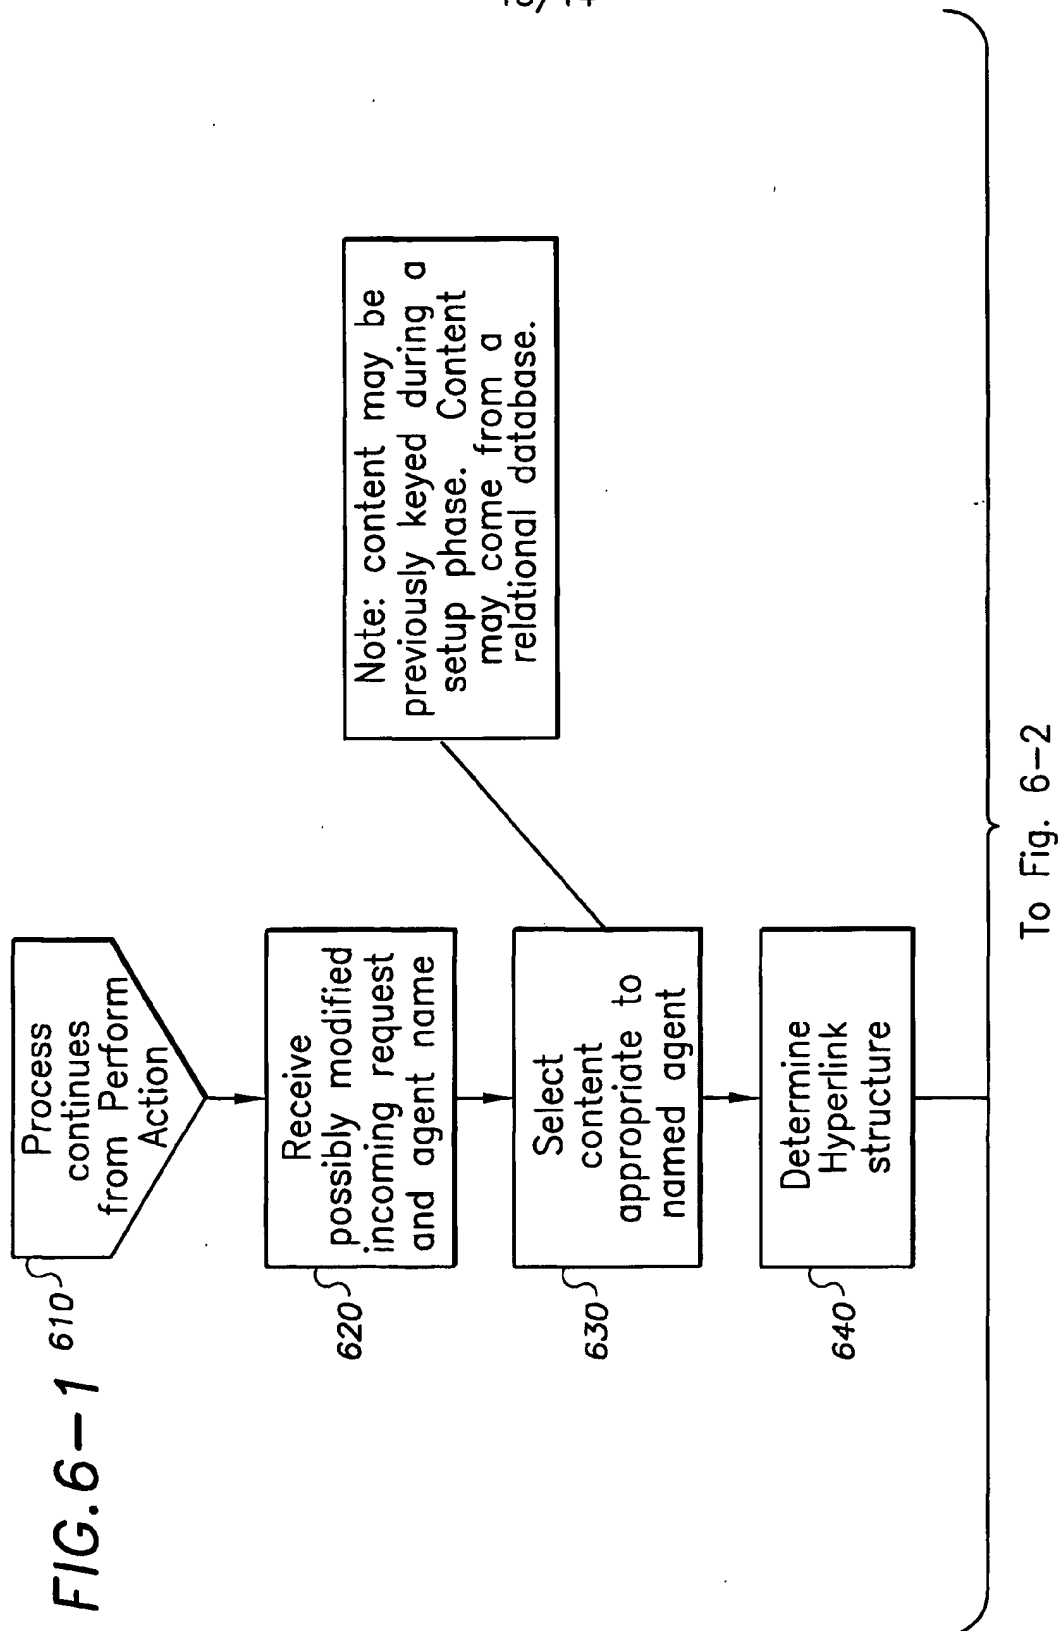 FIG.6-1
610
Process
continues
from Perform
Action
620
Receive
possibly modified
incoming request
and agent name
630
Select
content
appropriate to
named agent
Note: content may be
previously keyed during a
setup phase. Content
may come from a
relational database.
640
Determine
Hyperlink
structure
To Fig. 6-2